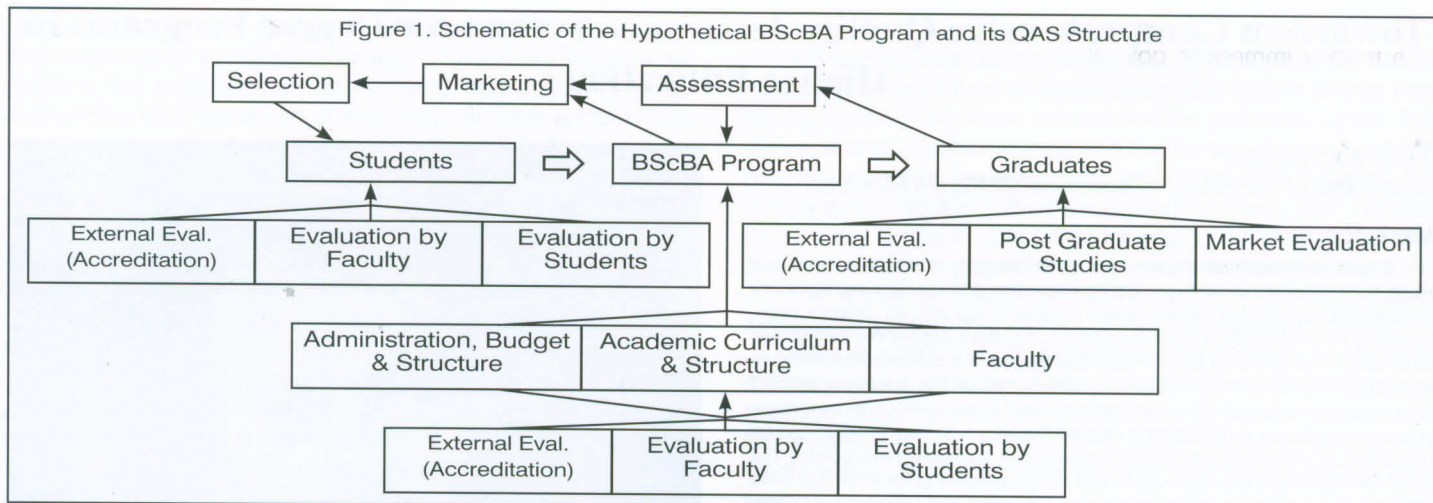 Figure 1. Schematic of the Hypothetical BScBA Program and its QAS Structure
Selection
Marketing
Assessment
Students
BScBA Program
Graduates
External Eval.
(Accreditation)
Evaluation by
Faculty
Evaluation by
Students
External Eval.
(Accreditation)
Post Graduate
Studies
Market Evaluation
Administration, Budget
& Structure
Academic Curriculum
& Structure
Faculty
External Eval.
(Accreditation)
Evaluation by
Faculty
Evaluation by
Students